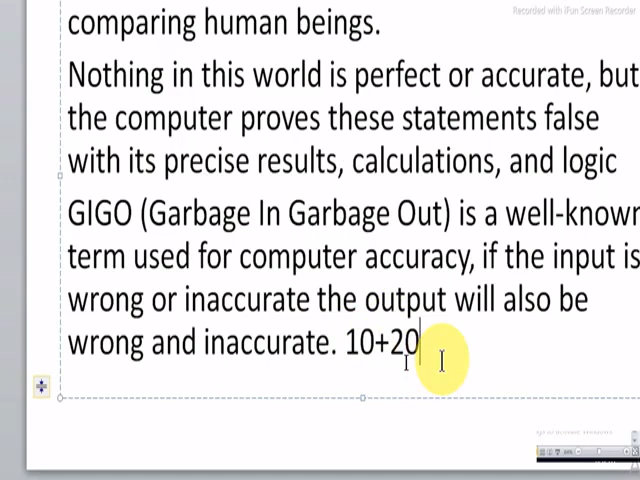 Recorded with iFun Screen Recorder
comparing human beings.
Nothing in this world is perfect or accurate, but
the computer proves these statements false
with its precise results, calculations, and logic
GIGO (Garbage In Garbage Out) is a well-known
term used for computer accuracy, if the input is
wrong or inaccurate the output will also be
wrong and inaccurate. 10+20